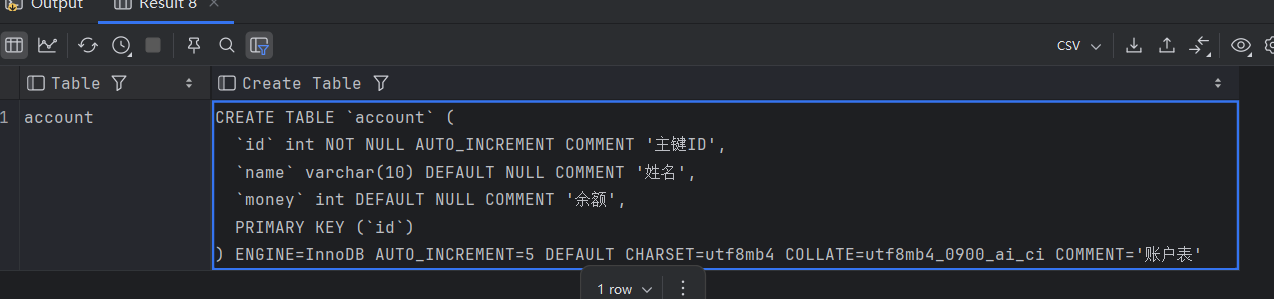 Output
Result 8
CSV
Table
Create Table
1
account
CREATE TABLE `account` (
  `id` int NOT NULL AUTO_INCREMENT COMMENT '主键ID',
  `name` varchar(10) DEFAULT NULL COMMENT '姓名',
  `money` int DEFAULT NULL COMMENT '余额',
  PRIMARY KEY (`id`)
) ENGINE=InnoDB AUTO_INCREMENT=5 DEFAULT CHARSET=utf8mb4 COLLATE=utf8mb4_0900_ai_ci COMMENT='账户表'
1 row